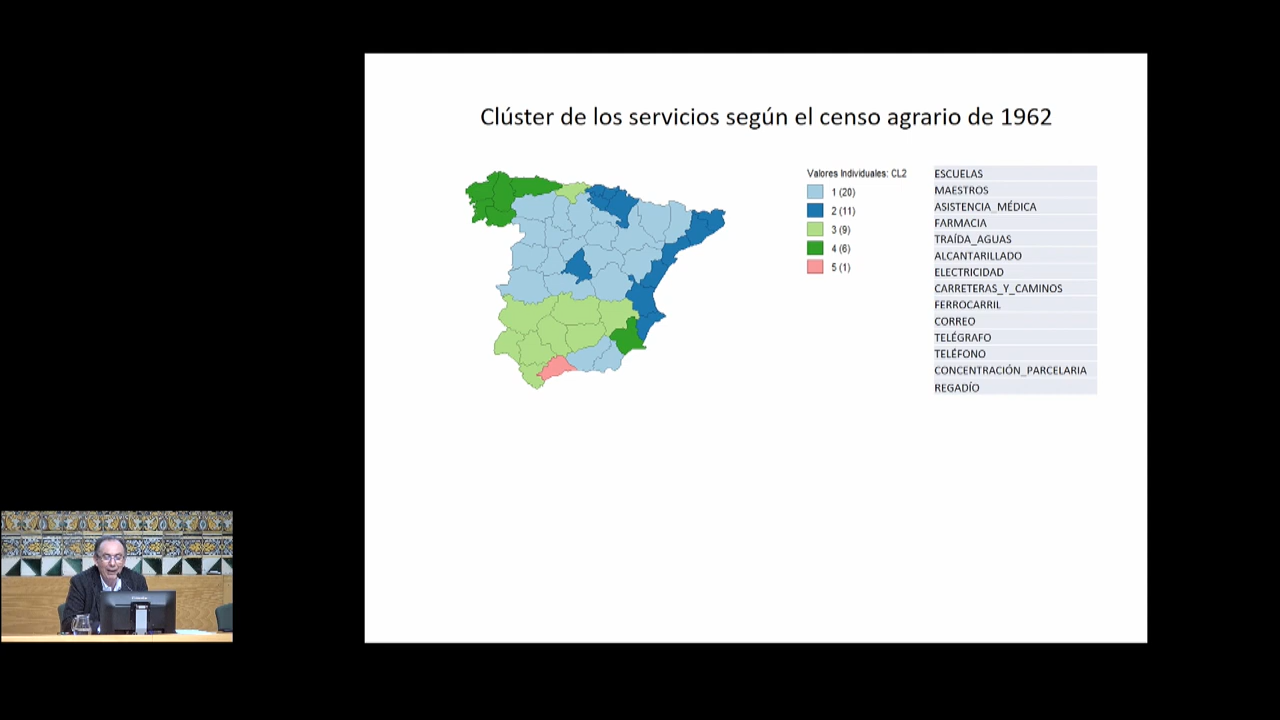 Clúster de los servicios según el censo agrario de 1962
Valores Individuales: CL2
1 (20)
2 (11)
3 (9)
4 (6)
5 (1)
ESCUELAS
MAESTROS
ASISTENCIA_MÉDICA
FARMACIA
TRAÍDA_AGUAS
ALCANTARILLADO
ELECTRICIDAD
CARRETERAS_Y_CAMINOS
FERROCARRIL
CORREO
TELÉGRAFO
TELÉFONO
CONCENTRACIÓN_PARCELARIA
REGADÍO